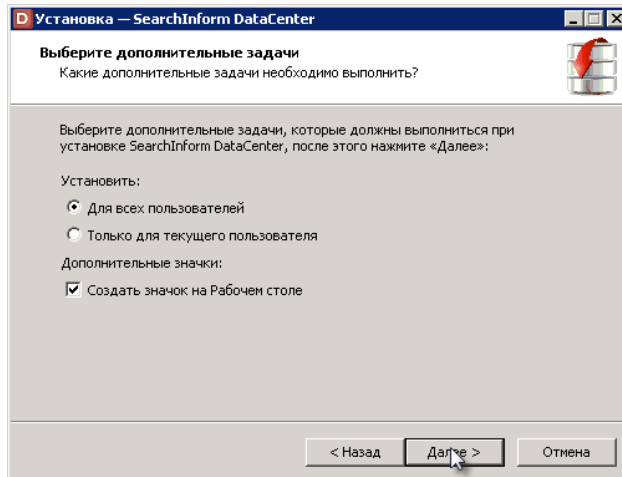 Установка — SearchInform DataCenter
Выберите дополнительные задачи
Какие дополнительные задачи необходимо выполнить?
Выберите дополнительные задачи, которые должны выполниться при
установке SearchInform DataCenter, после этого нажмите «Далее»:
Установить:
Для всех пользователей
Только для текущего пользователя
Дополнительные значки:
Создать значок на Рабочем столе
< Назад
Далее >
Отмена